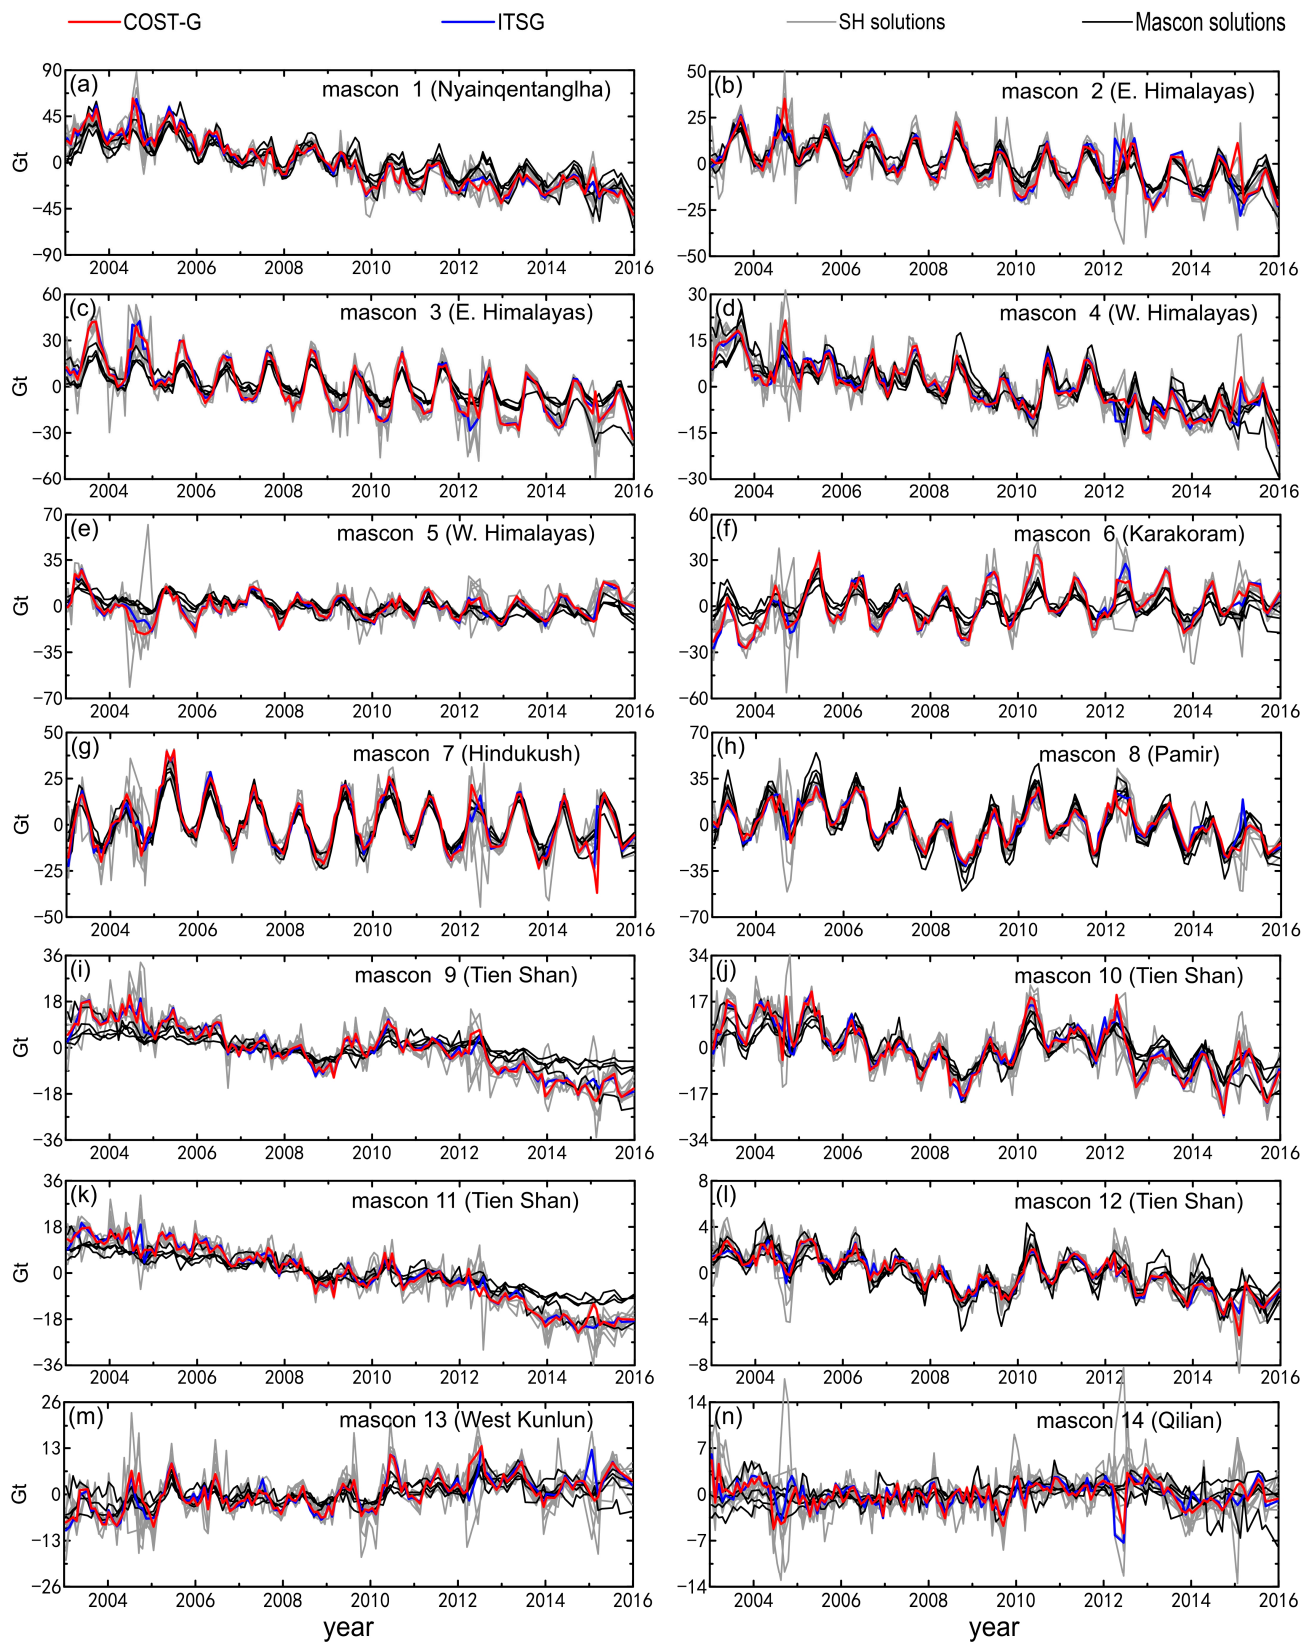 COST-G ITSG SH solutions Mascon solutions
(a) mascon 1 (Nyainqentanglha)
90
45
0
−45
−90
Gt
2004 2006 2008 2010 2012 2014 2016
(b) mascon 2 (E. Himalayas)
50
25
0
−25
−50
2004 2006 2008 2010 2012 2014 2016
(c) mascon 3 (E. Himalayas)
60
30
0
−30
−60
Gt
2004 2006 2008 2010 2012 2014 2016
(d) mascon 4 (W. Himalayas)
30
15
0
−15
−30
2004 2006 2008 2010 2012 2014 2016
(e) mascon 5 (W. Himalayas)
70
35
0
−35
−70
Gt
2004 2006 2008 2010 2012 2014 2016
(f) mascon 6 (Karakoram)
60
30
0
−30
−60
2004 2006 2008 2010 2012 2014 2016
(g) mascon 7 (Hindukush)
50
25
0
−25
−50
Gt
2004 2006 2008 2010 2012 2014 2016
(h) mascon 8 (Pamir)
70
35
0
−35
−70
2004 2006 2008 2010 2012 2014 2016
(i) mascon 9 (Tien Shan)
36
18
0
−18
−36
Gt
2004 2006 2008 2010 2012 2014 2016
(j) mascon 10 (Tien Shan)
34
17
0
−17
−34
2004 2006 2008 2010 2012 2014 2016
(k) mascon 11 (Tien Shan)
36
18
0
−18
−36
Gt
2004 2006 2008 2010 2012 2014 2016
(l) mascon 12 (Tien Shan)
8
4
0
−4
−8
2004 2006 2008 2010 2012 2014 2016
(m) mascon 13 (West Kunlun)
26
13
0
−13
−26
Gt
2004 2006 2008 2010 2012 2014 2016
year
(n) mascon 14 (Qilian)
14
7
0
−7
−14
2004 2006 2008 2010 2012 2014 2016
year